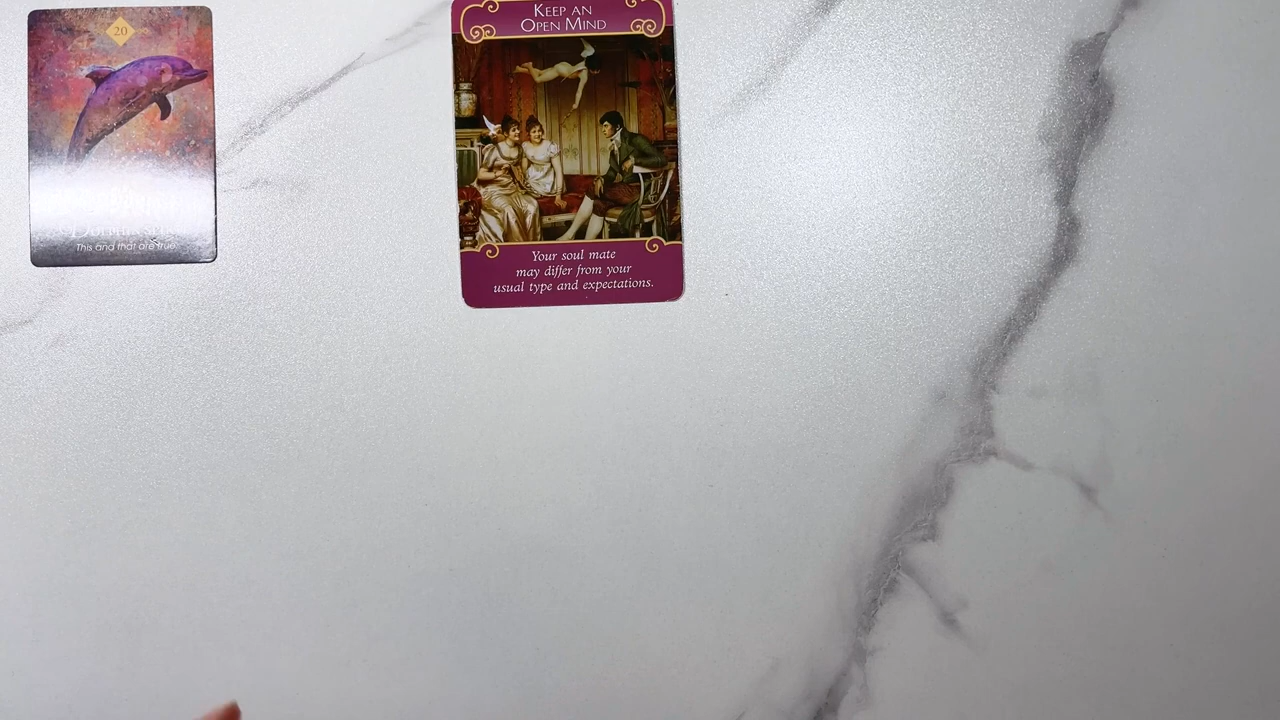 20
This and that are true
KEEP AN
OPEN MIND
Your soul mate
may differ from your
usual type and expectations.